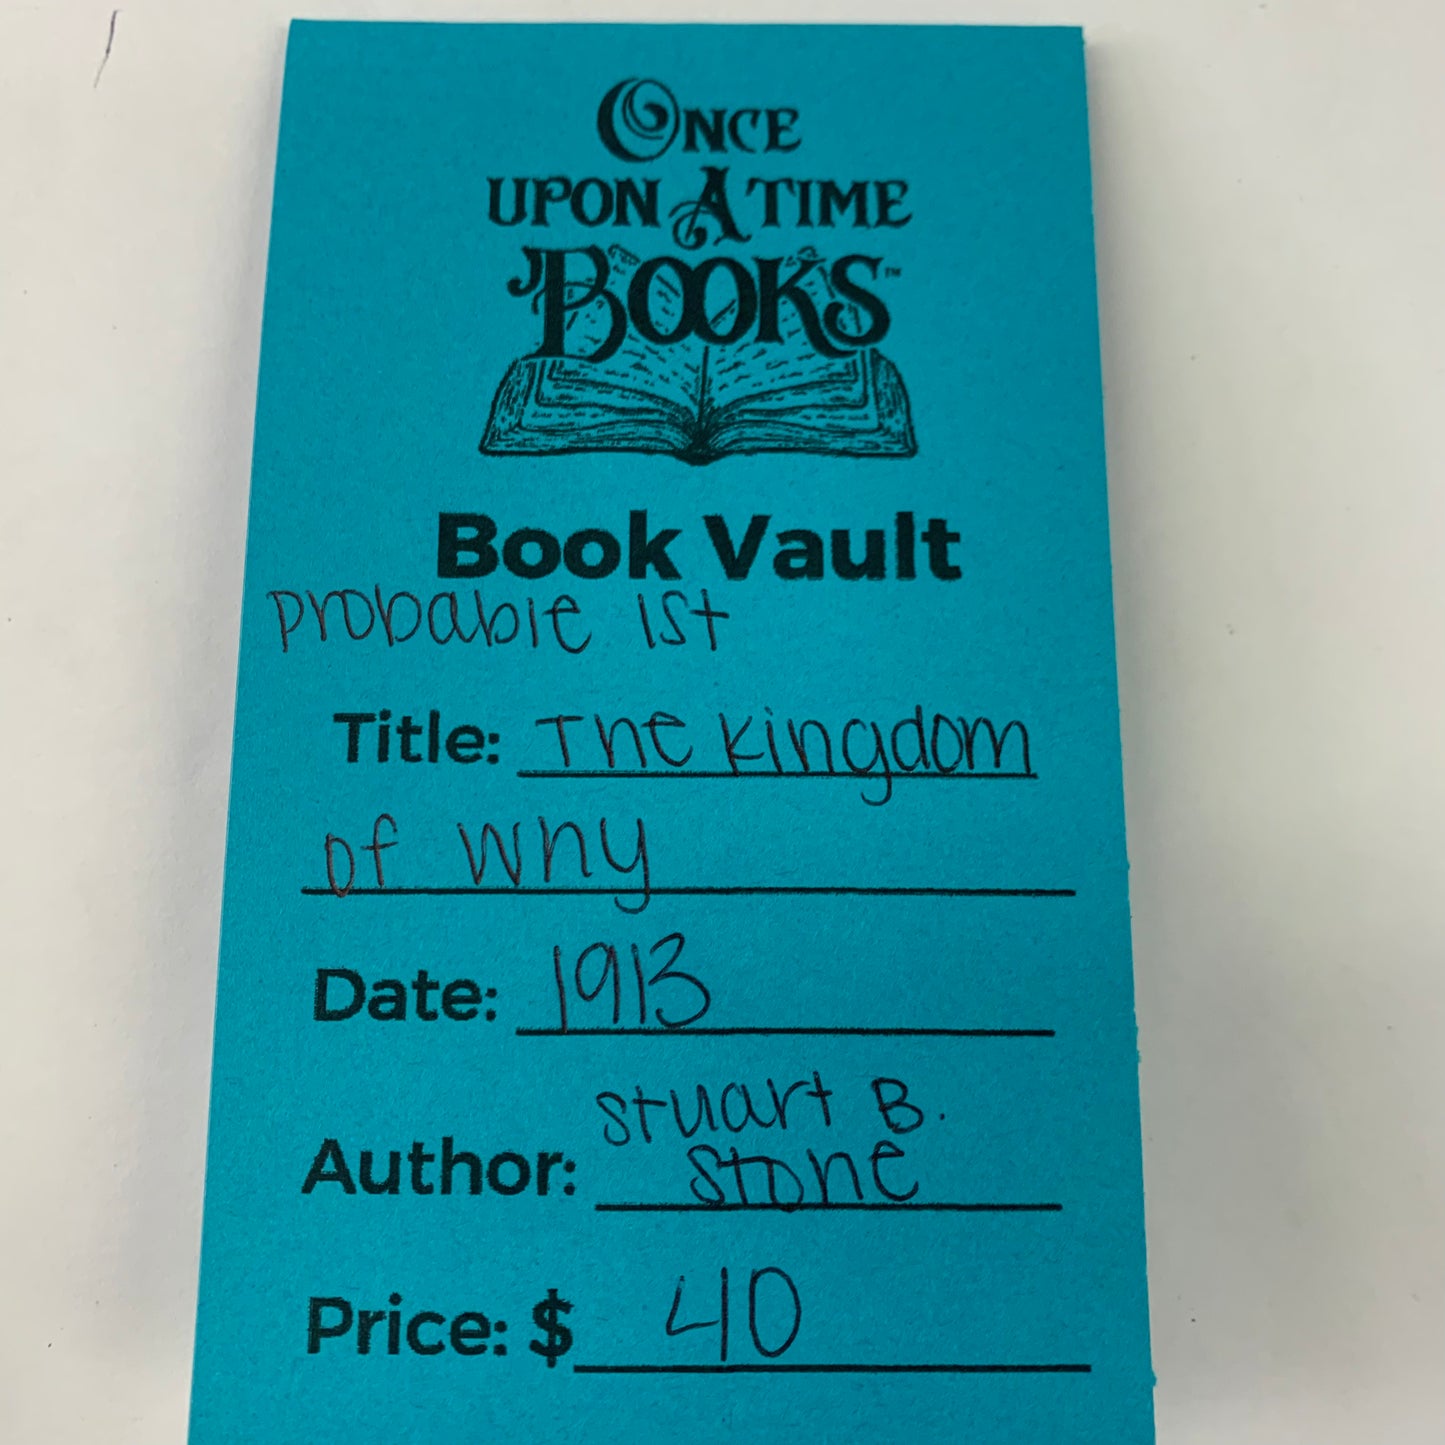 ONCE
UPON A TIME
BOOKS™
Book Vault
probable 1st
Title: The Kingdom
of Why
Date: 1913
Stuart B.
Author: Stone
Price: $ 40